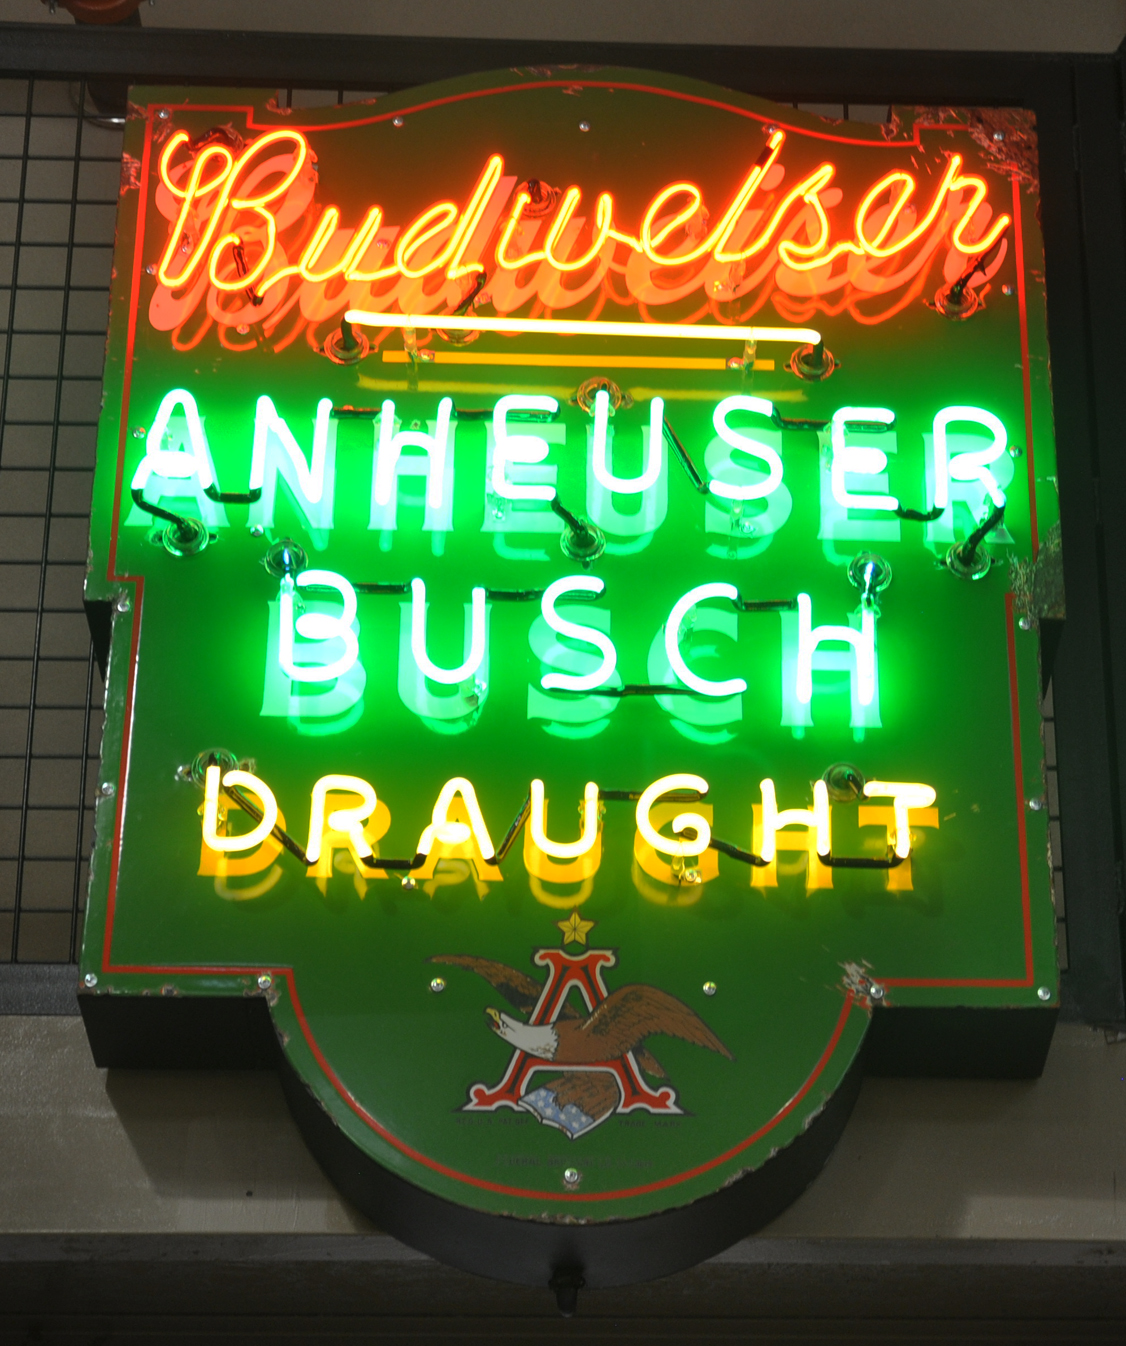 Budweiser
ANHEUSER
BUSCH
DRAUGHT
A